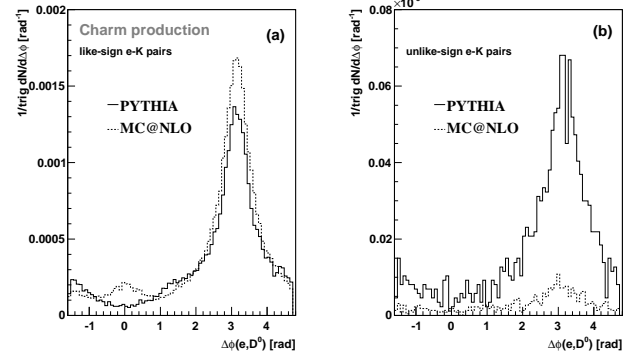 0.002
Charm production
(a)
like-sign e-K pairs
1/trig dN/dΔφ [rad⁻¹]
0.0015
PYTHIA
MC@NLO
0.001
0.0005
0
-1 0 1 2 3 4
Δφ(e,D⁰) [rad]
0.08
(b)
unlike-sign e-K pairs
1/trig dN/dΔφ [rad⁻¹]
0.06
PYTHIA
MC@NLO
0.04
0.02
0
-1 0 1 2 3 4
Δφ(e,D⁰) [rad]